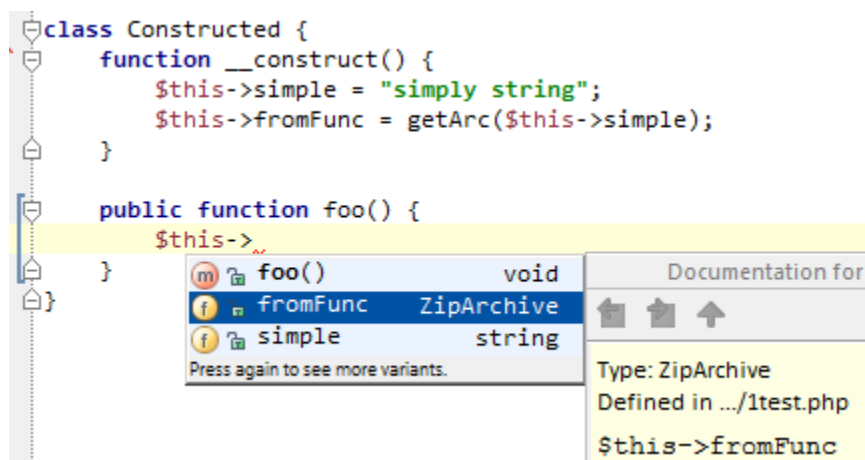 class Constructed {
function __construct() {
$this->simple = "simply string";
$this->fromFunc = getArc($this->simple);
}
public function foo() {
$this->
}
}
m foo() void
f fromFunc ZipArchive
f simple string
Press again to see more variants.
Documentation for
Type: ZipArchive
Defined in .../1test.php
$this->fromFunc